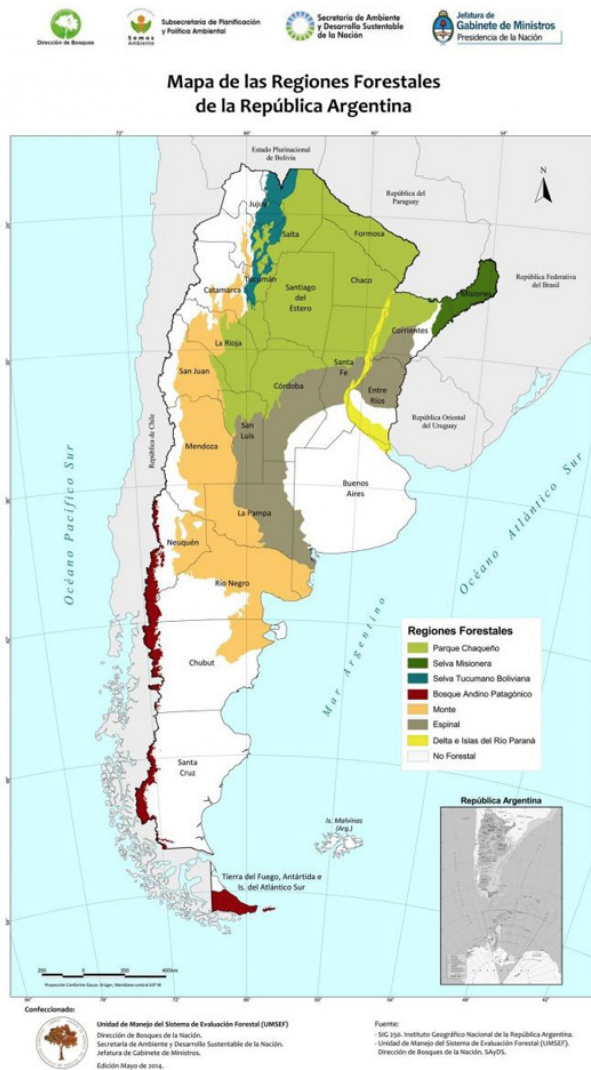 Dirección de Bosques
Somos
Ambiente
Subsecretaría de Planificación
y Política Ambiental
Secretaría de Ambiente
y Desarrollo Sustentable
de la Nación
Jefatura de
Gabinete de Ministros
Presidencia de la Nación
Mapa de las Regiones Forestales
de la República Argentina
Estado Plurinacional
de Bolivia
República del
Paraguay
N
República Federativa
del Brasil
Jujuy
Salta
Formosa
Tucumán
Catamarca
Santiago
del
Estero
Chaco
Misiones
Corrientes
La Rioja
Santa
Fe
San Juan
Córdoba
Entre
Ríos
República Oriental
del Uruguay
San
Luis
Mendoza
República de Chile
Buenos
Aires
La Pampa
Neuquén
Río Negro
Chubut
Santa
Cruz
Océano Pacífico Sur
Océano Atlántico Sur
Mar Argentino
Is. Malvinas
(Arg.)
Tierra del Fuego, Antártida e
Is. del Atlántico Sur
Regiones Forestales
Parque Chaqueño
Selva Misionera
Selva Tucumano Boliviana
Bosque Andino Patagónico
Monte
Espinal
Delta e Islas del Río Paraná
No Forestal
República Argentina
200 0 200 400km
Confeccionado:
Unidad de Manejo del Sistema de Evaluación Forestal (UMSEF)
Dirección de Bosques de la Nación.
Secretaría de Ambiente y Desarrollo Sustentable de la Nación.
Jefatura de Gabinete de Ministros.
Edición Mayo de 2014.
Fuente:
- SIG 250. Instituto Geográfico Nacional de la República Argentina.
- Unidad de Manejo del Sistema de Evaluación Forestal (UMSEF).
Dirección de Bosques de la Nación. SAyDS.